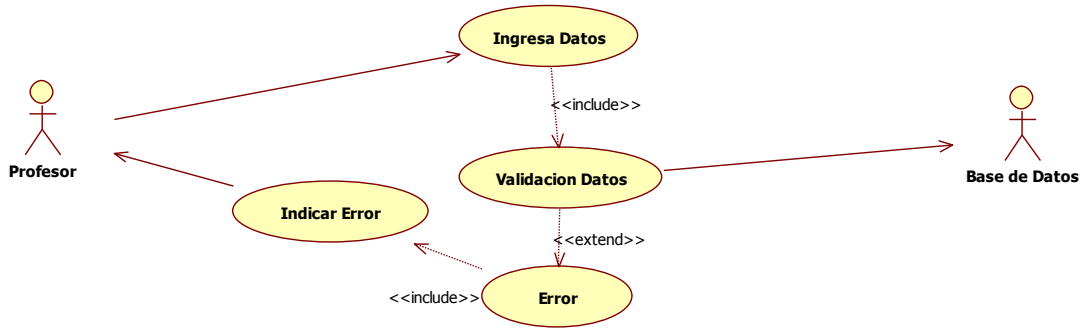 Ingresa Datos
<<include>>
Profesor
Validacion Datos
Base de Datos
Indicar Error
<<extend>>
<<include>>
Error